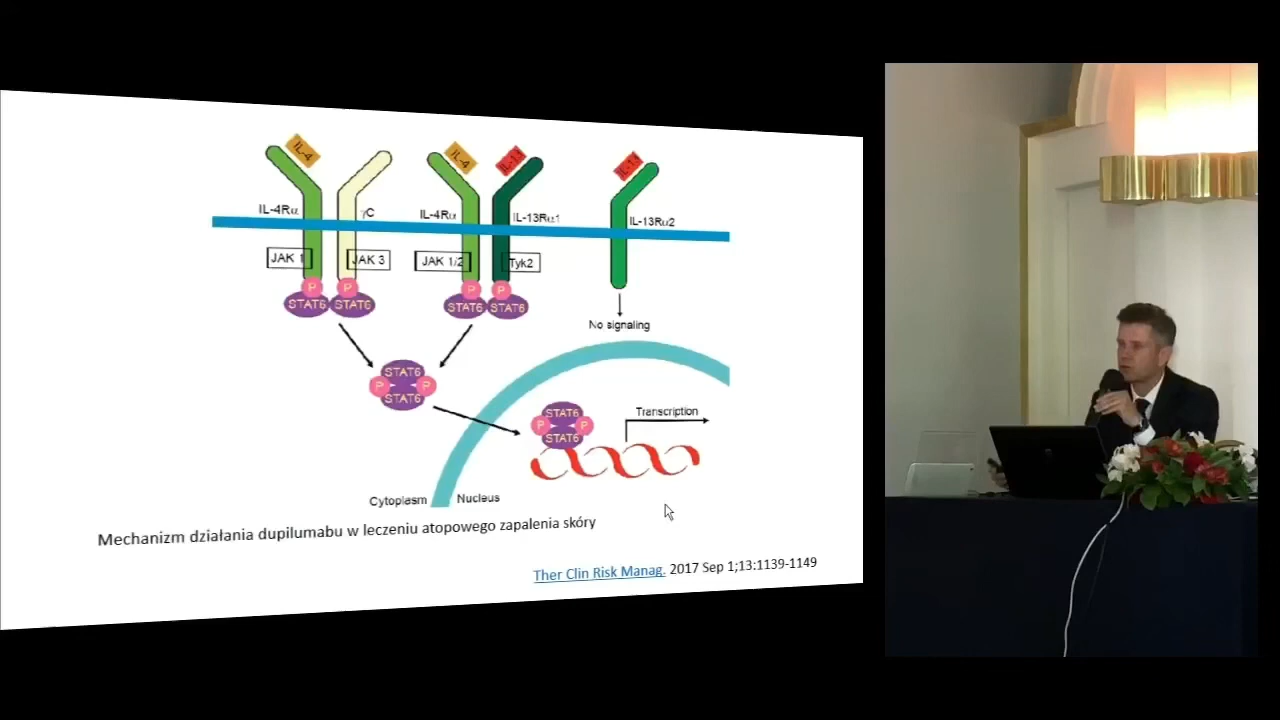 IL-4
IL-4
IL-13
IL-13
IL-4Rα
γC
IL-4Rα
IL-13Rα1
IL-13Rα2
JAK 1
JAK 3
JAK 1/2
Tyk2
P
P
P
P
STAT6
STAT6
STAT6
STAT6
No signaling
STAT6
P
P
STAT6
STAT6
P
P
STAT6
Transcription
Cytoplasm
Nucleus
Mechanizm działania dupilumabu w leczeniu atopowego zapalenia skóry
Ther Clin Risk Manag. 2017 Sep 1;13:1139-1149